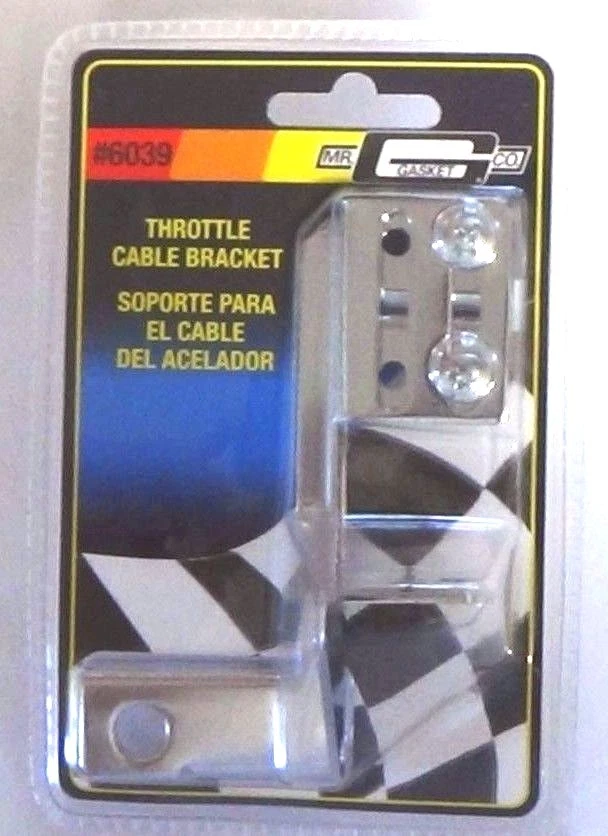 #6039
MR. GASKET CO.
THROTTLE
CABLE BRACKET
SOPORTE PARA
EL CABLE
DEL ACELADOR